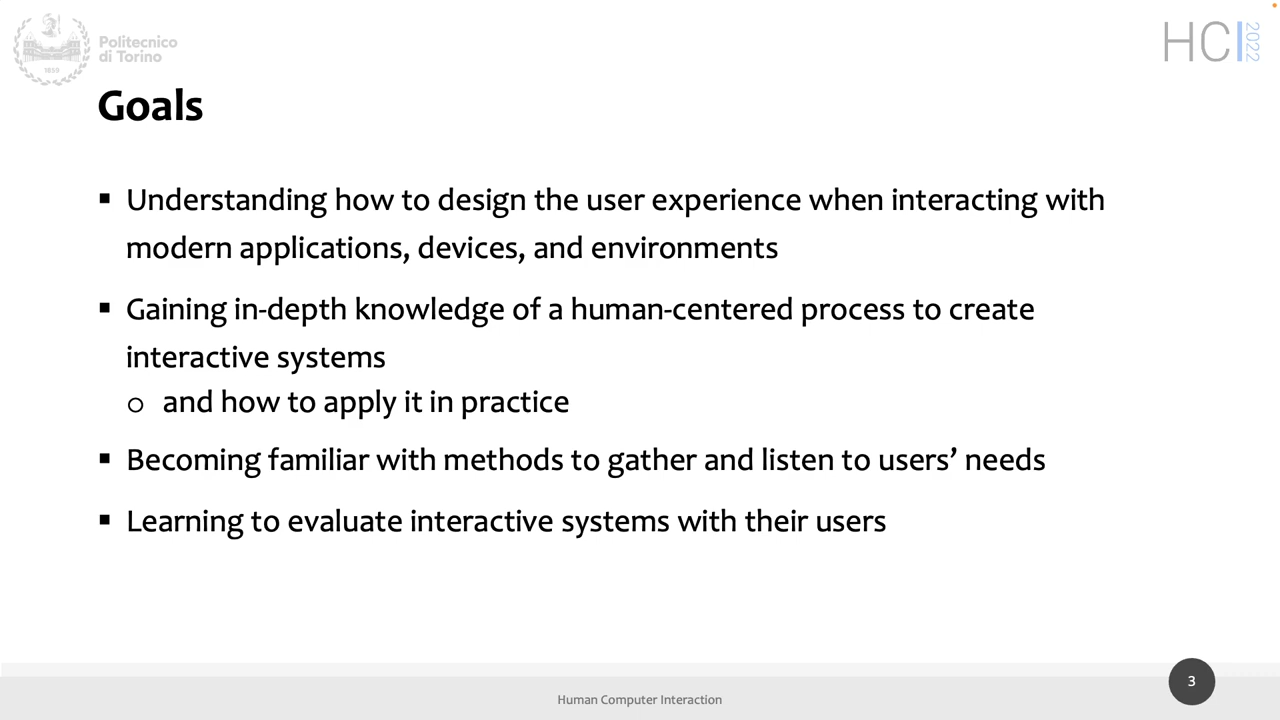 Politecnico
di Torino
1859
HCI 2022
Goals
▪ Understanding how to design the user experience when interacting with
modern applications, devices, and environments
▪ Gaining in-depth knowledge of a human-centered process to create
interactive systems
o and how to apply it in practice
▪ Becoming familiar with methods to gather and listen to users’ needs
▪ Learning to evaluate interactive systems with their users
Human Computer Interaction
3